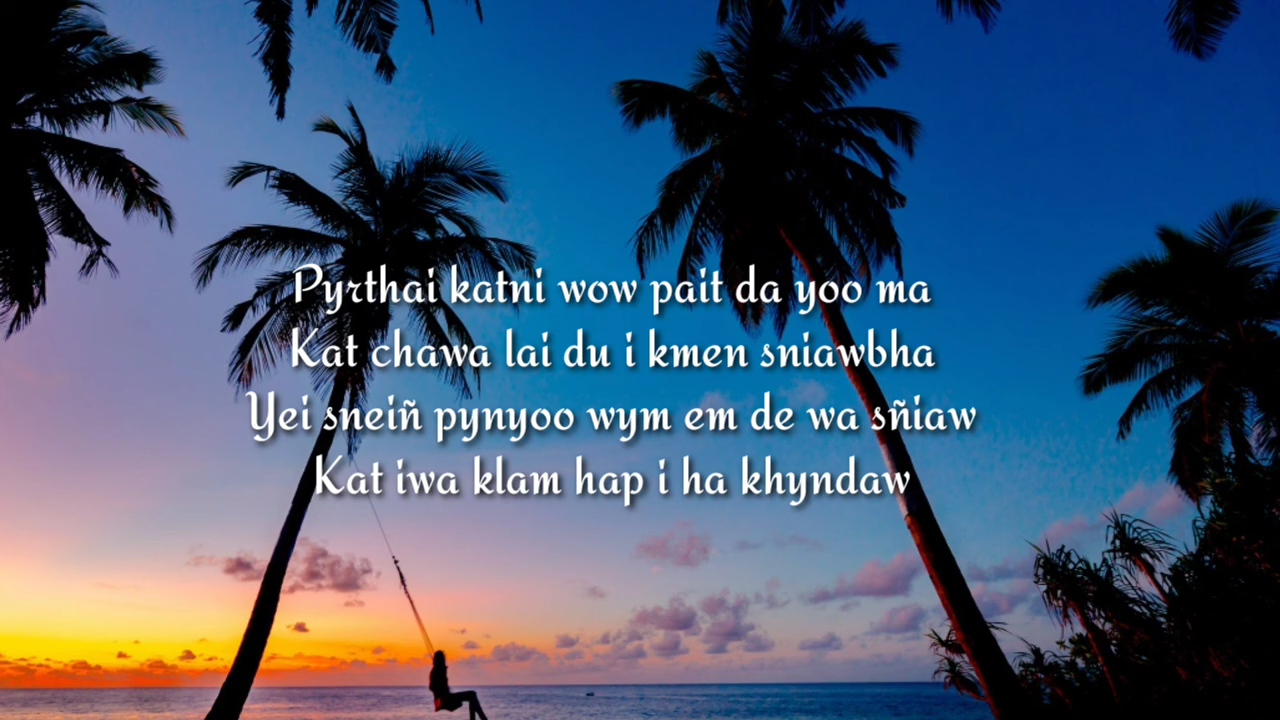 Pyrthai katni wow pait da yoo ma
Kat chawa lai du i kmen sniawbha
Yei sneiñ pynyoo wym em de wa sñiaw
Kat iwa klam hap i ha khyndaw